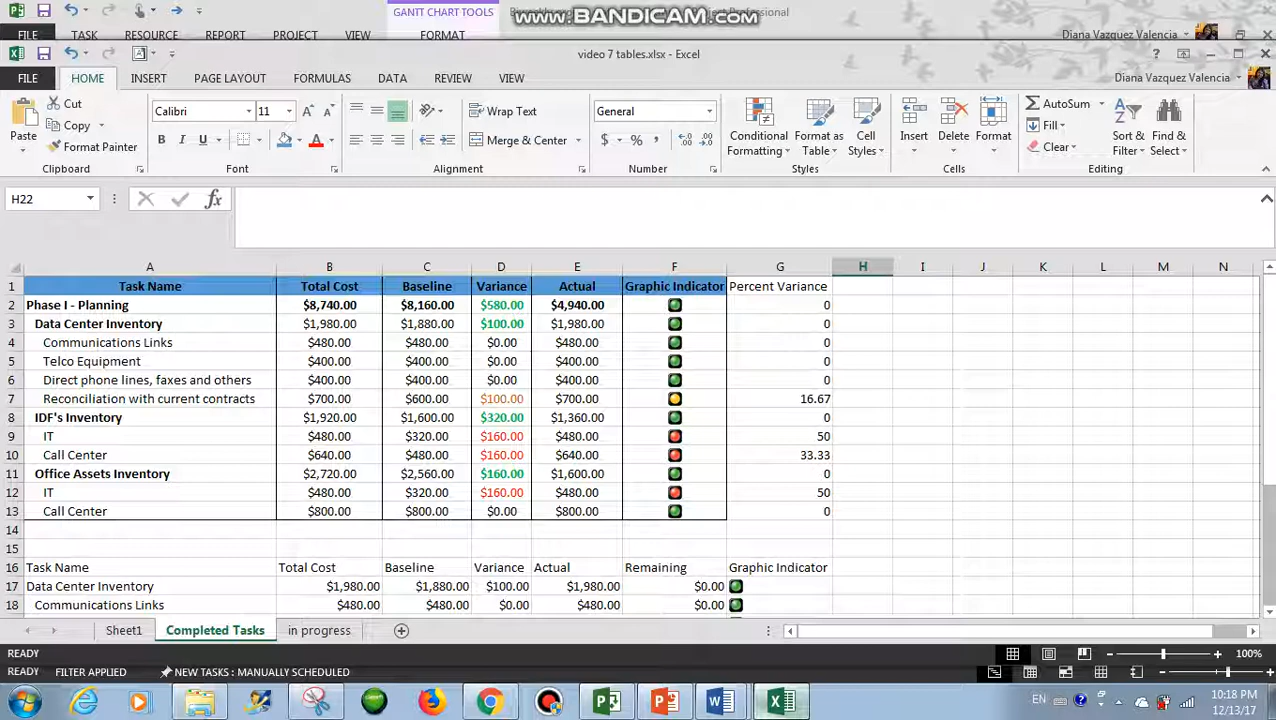 GANTT CHART TOOLS
www.BANDICAM.com
FILE TASK RESOURCE REPORT PROJECT VIEW FORMAT Diana Vazquez Valencia
video 7 tables.xlsx - Excel
FILE HOME INSERT PAGE LAYOUT FORMULAS DATA REVIEW VIEW Diana Vazquez Valencia
Paste Cut Copy Format Painter
Calibri 11 Wrap Text Merge & Center General
Conditional Formatting Format as Table Cell Styles Insert Delete Format
AutoSum Fill Clear Sort & Filter Find & Select
Clipboard Font Alignment Number Styles Cells Editing
H22 fx
A B C D E F G H I J K L M N
1 Task Name Total Cost Baseline Variance Actual Graphic Indicator Percent Variance
2 Phase I - Planning $8,740.00 $8,160.00 $580.00 $4,940.00 0
3 Data Center Inventory $1,980.00 $1,880.00 $100.00 $1,980.00 0
4 Communications Links $480.00 $480.00 $0.00 $480.00 0
5 Telco Equipment $400.00 $400.00 $0.00 $400.00 0
6 Direct phone lines, faxes and others $400.00 $400.00 $0.00 $400.00 0
7 Reconciliation with current contracts $700.00 $600.00 $100.00 $700.00 16.67
8 IDF's Inventory $1,920.00 $1,600.00 $320.00 $1,360.00 0
9 IT $480.00 $320.00 $160.00 $480.00 50
10 Call Center $640.00 $480.00 $160.00 $640.00 33.33
11 Office Assets Inventory $2,720.00 $2,560.00 $160.00 $1,600.00 0
12 IT $480.00 $320.00 $160.00 $480.00 50
13 Call Center $800.00 $800.00 $0.00 $800.00 0
14
15
16 Task Name Total Cost Baseline Variance Actual Remaining Graphic Indicator
17 Data Center Inventory $1,980.00 $1,880.00 $100.00 $1,980.00 $0.00
18 Communications Links $480.00 $480.00 $0.00 $480.00 $0.00
Sheet1 Completed Tasks in progress
READY 100%
READY FILTER APPLIED NEW TASKS : MANUALLY SCHEDULED
EN 10:18 PM
12/13/17